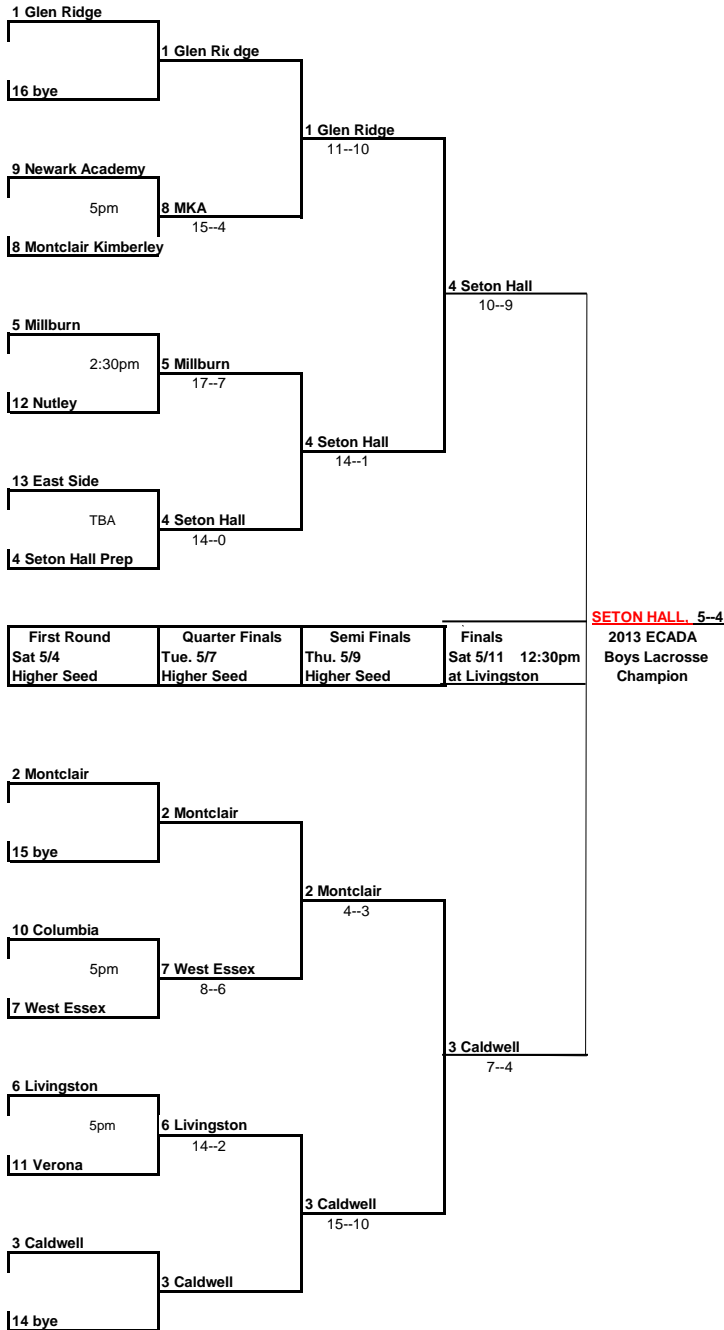 1 Glen Ridge
1 Glen Ridge
16 bye
1 Glen Ridge
11--10
9 Newark Academy
5pm
8 MKA
15--4
8 Montclair Kimberley
4 Seton Hall
10--9
5 Millburn
2:30pm
5 Millburn
17--7
12 Nutley
4 Seton Hall
14--1
13 East Side
TBA
4 Seton Hall
14--0
4 Seton Hall Prep
SETON HALL, 5--4
First Round Quarter Finals Semi Finals Finals 2013 ECADA
Sat 5/4 Tue. 5/7 Thu. 5/9 Sat 5/11 12:30pm Boys Lacrosse
Higher Seed Higher Seed Higher Seed at Livingston Champion
2 Montclair
2 Montclair
15 bye
2 Montclair
4--3
10 Columbia
5pm
7 West Essex
8--6
7 West Essex
3 Caldwell
7--4
6 Livingston
5pm
6 Livingston
14--2
11 Verona
3 Caldwell
15--10
3 Caldwell
3 Caldwell
14 bye